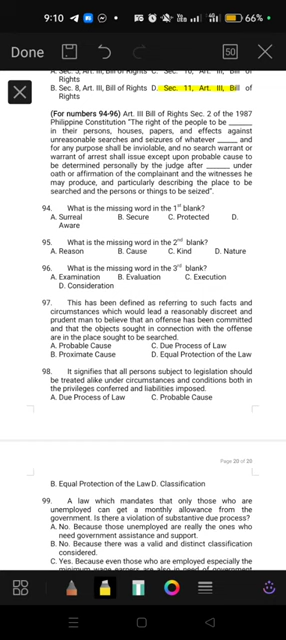 9:10
66%
Done
50
A. Sec. 5, Art. III, Bill of Rights C. Sec. 10, Art. III, Bill of
Rights
B. Sec. 8, Art. III, Bill of Rights D. Sec. 11, Art. III, Bill of
Rights
(For numbers 94-96) Art. III Bill of Rights Sec. 2 of the 1987
Philippine Constitution “The right of the people to be ______
in their persons, houses, papers, and effects against
unreasonable searches and seizures of whatever ______ and
for any purpose shall be inviolable, and no search warrant or
warrant of arrest shall issue except upon probable cause to
be determined personally by the judge after ______ under
oath or affirmation of the complainant and the witnesses he
may produce, and particularly describing the place to be
searched and the persons or things to be seized”.
94. What is the missing word in the 1st blank?
A. Surreal B. Secure C. Protected D.
Aware
95. What is the missing word in the 2nd blank?
A. Reason B. Cause C. Kind D. Nature
96. What is the missing word in the 3rd blank?
A. Examination B. Evaluation C. Execution
D. Consideration
97. This has been defined as referring to such facts and
circumstances which would lead a reasonably discreet and
prudent man to believe that an offense has been committed
and that the objects sought in connection with the offense
are in the place sought to be searched.
A. Probable Cause C. Due Process of Law
B. Proximate Cause D. Equal Protection of the Law
98. It signifies that all persons subject to legislation should
be treated alike under circumstances and conditions both in
the privileges conferred and liabilities imposed.
A. Due Process of Law C. Probable Cause
Page 20 of 20
B. Equal Protection of the Law D. Classification
99. A law which mandates that only those who are
unemployed can get a monthly allowance from the
government. Is there a violation of substantive due process?
A. No. Because those unemployed are really the ones who
need government assistance and support.
B. No. Because there was a valid and distinct classification
considered.
C. Yes. Because even those who are employed especially the
minimum wage earners are also in need of government